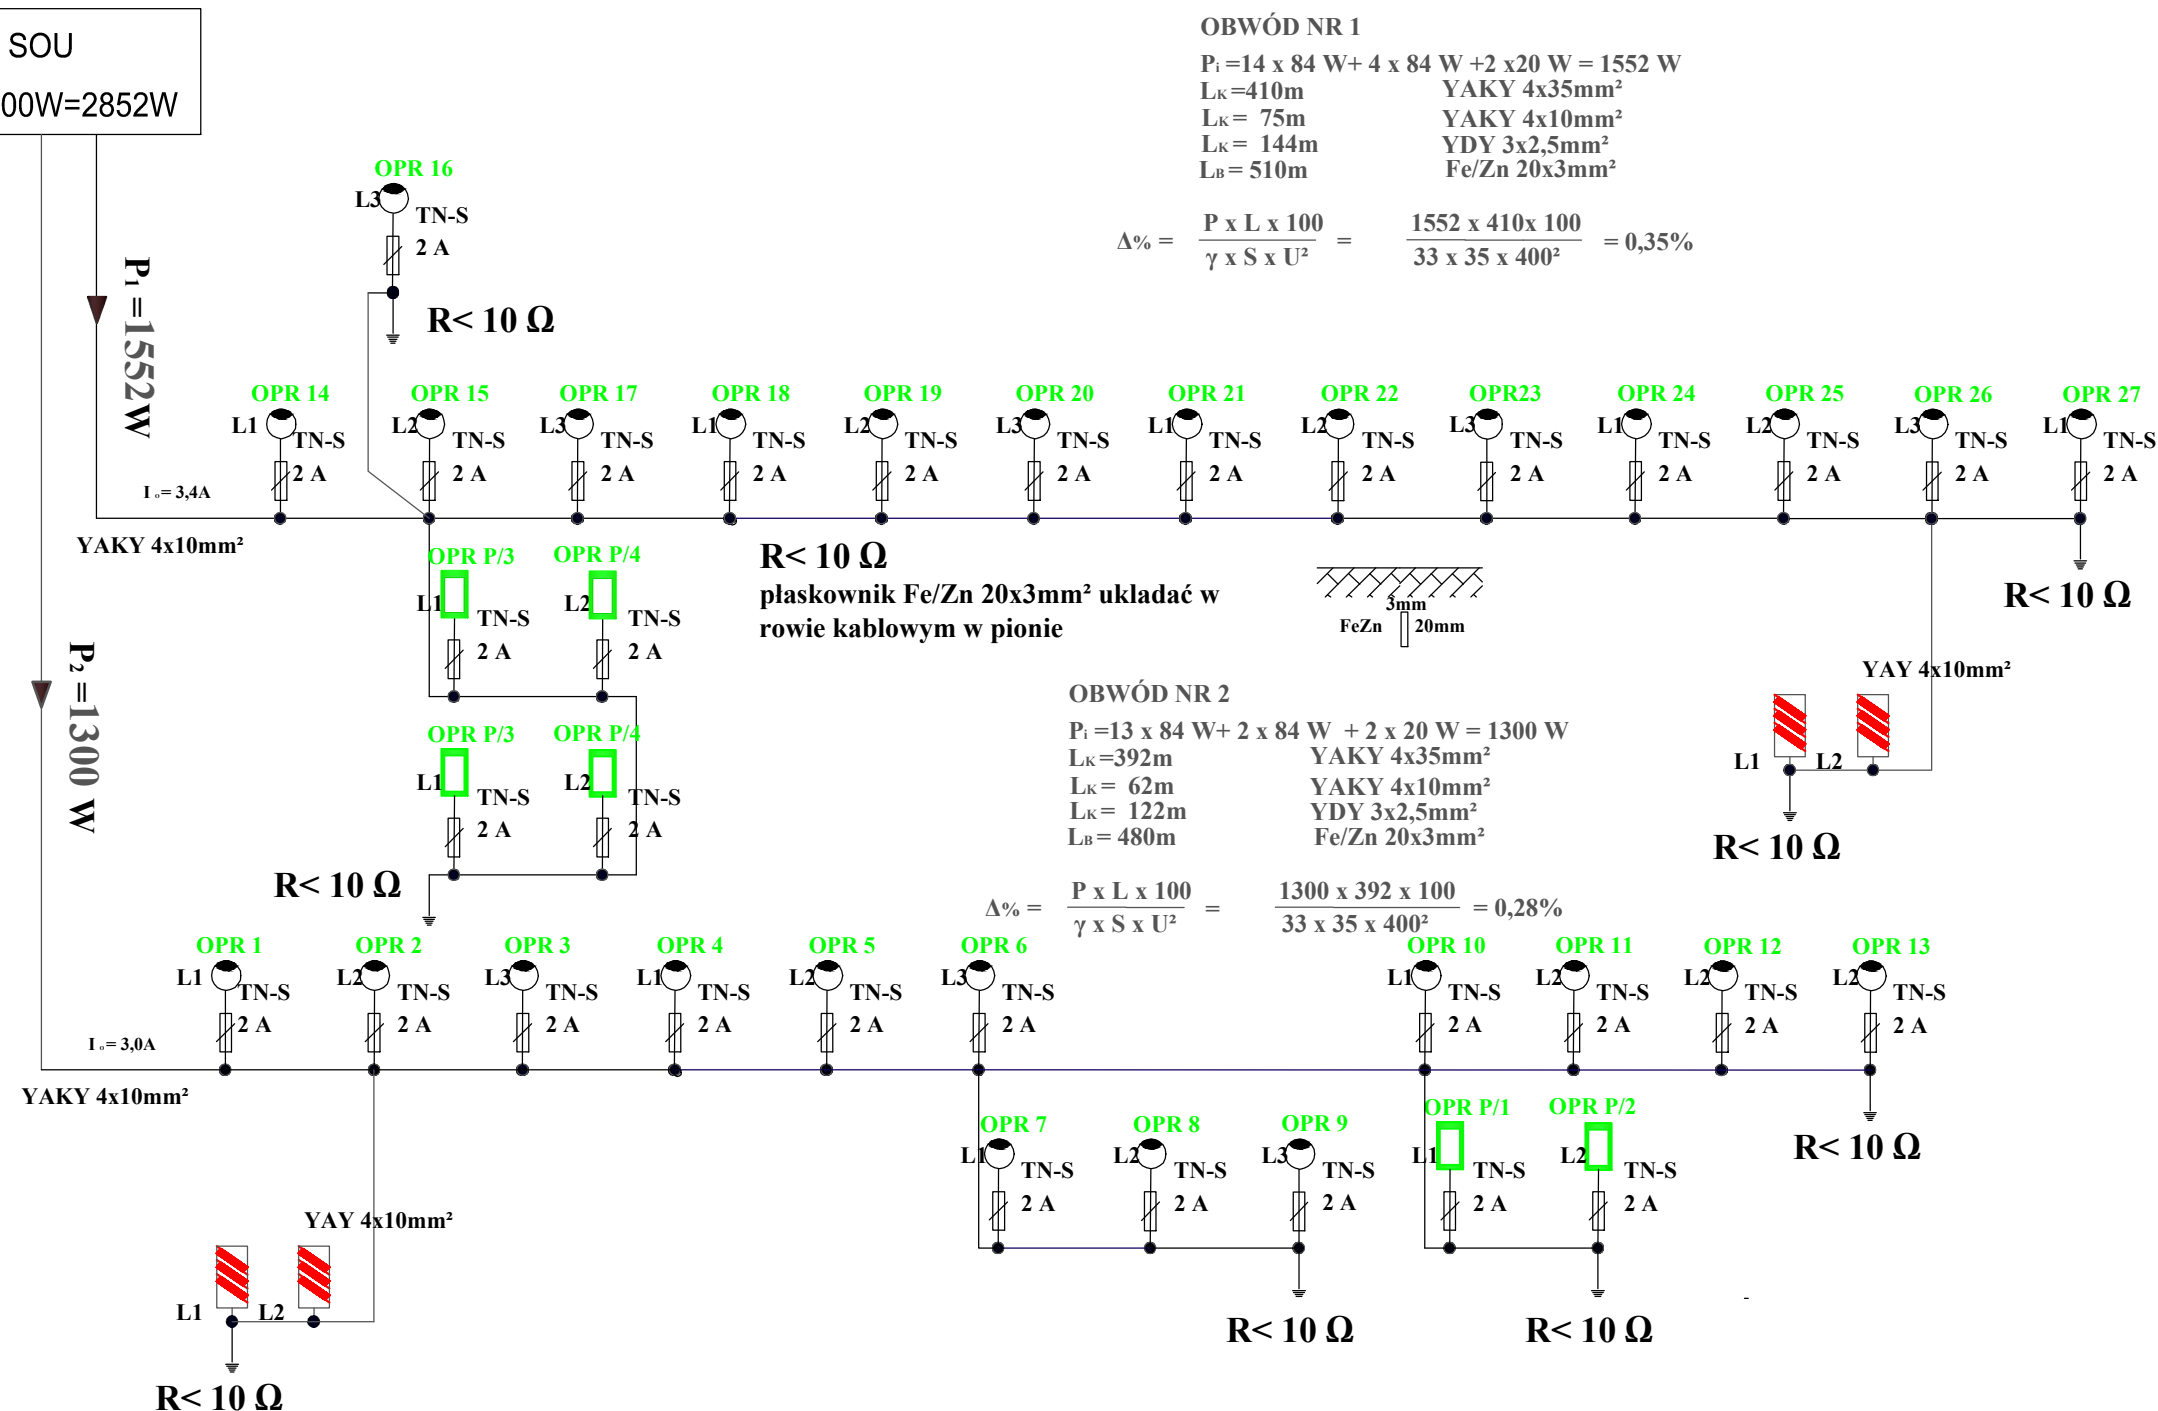 SOU
00W=2852W
OBWÓD NR 1
Pi =14 x 84 W+ 4 x 84 W +2 x20 W = 1552 W
LK =410m YAKY 4x35mm²
LK = 75m YAKY 4x10mm²
LK = 144m YDY 3x2,5mm²
LB = 510m Fe/Zn 20x3mm²
Δ% = P x L x 100 / γ x S x U² = 1552 x 410x 100 / 33 x 35 x 400² = 0,35%
OPR 16
L3
TN-S
2 A
R< 10 Ω
P₁ =1552W
OPR 14 OPR 15 OPR 17 OPR 18 OPR 19 OPR 20 OPR 21 OPR 22 OPR23 OPR 24 OPR 25 OPR 26 OPR 27
L1 L2 L3 L1 L2 L3 L1 L2 L3 L1 L2 L3 L1
TN-S TN-S TN-S TN-S TN-S TN-S TN-S TN-S TN-S TN-S TN-S TN-S TN-S
2 A 2 A 2 A 2 A 2 A 2 A 2 A 2 A 2 A 2 A 2 A 2 A 2 A
I o = 3,4A
YAKY 4x10mm²
R< 10 Ω
płaskownik Fe/Zn 20x3mm² ukladać w
rowie kablowym w pionie
3mm
FeZn 20mm
R< 10 Ω
OPR P/3 OPR P/4
L1 L2
TN-S TN-S
2 A 2 A
YAY 4x10mm²
L1 L2
R< 10 Ω
P₂ =1300 W
OPR P/3 OPR P/4
L1 L2
TN-S TN-S
2 A 2 A
R< 10 Ω
OBWÓD NR 2
Pi =13 x 84 W+ 2 x 84 W + 2 x 20 W = 1300 W
LK =392m YAKY 4x35mm²
LK = 62m YAKY 4x10mm²
LK = 122m YDY 3x2,5mm²
LB = 480m Fe/Zn 20x3mm²
Δ% = P x L x 100 / γ x S x U² = 1300 x 392 x 100 / 33 x 35 x 400² = 0,28%
OPR 1 OPR 2 OPR 3 OPR 4 OPR 5 OPR 6 OPR 10 OPR 11 OPR 12 OPR 13
L1 L2 L3 L1 L2 L3 L1 L2 L2 L2
TN-S TN-S TN-S TN-S TN-S TN-S TN-S TN-S TN-S TN-S
2 A 2 A 2 A 2 A 2 A 2 A 2 A 2 A 2 A 2 A
I o = 3,0A
YAKY 4x10mm²
R< 10 Ω
OPR 7 OPR 8 OPR 9 OPR P/1 OPR P/2
L1 L2 L3 L1 L2
TN-S TN-S TN-S TN-S TN-S
2 A 2 A 2 A 2 A 2 A
R< 10 Ω R< 10 Ω
YAY 4x10mm²
L1 L2
R< 10 Ω